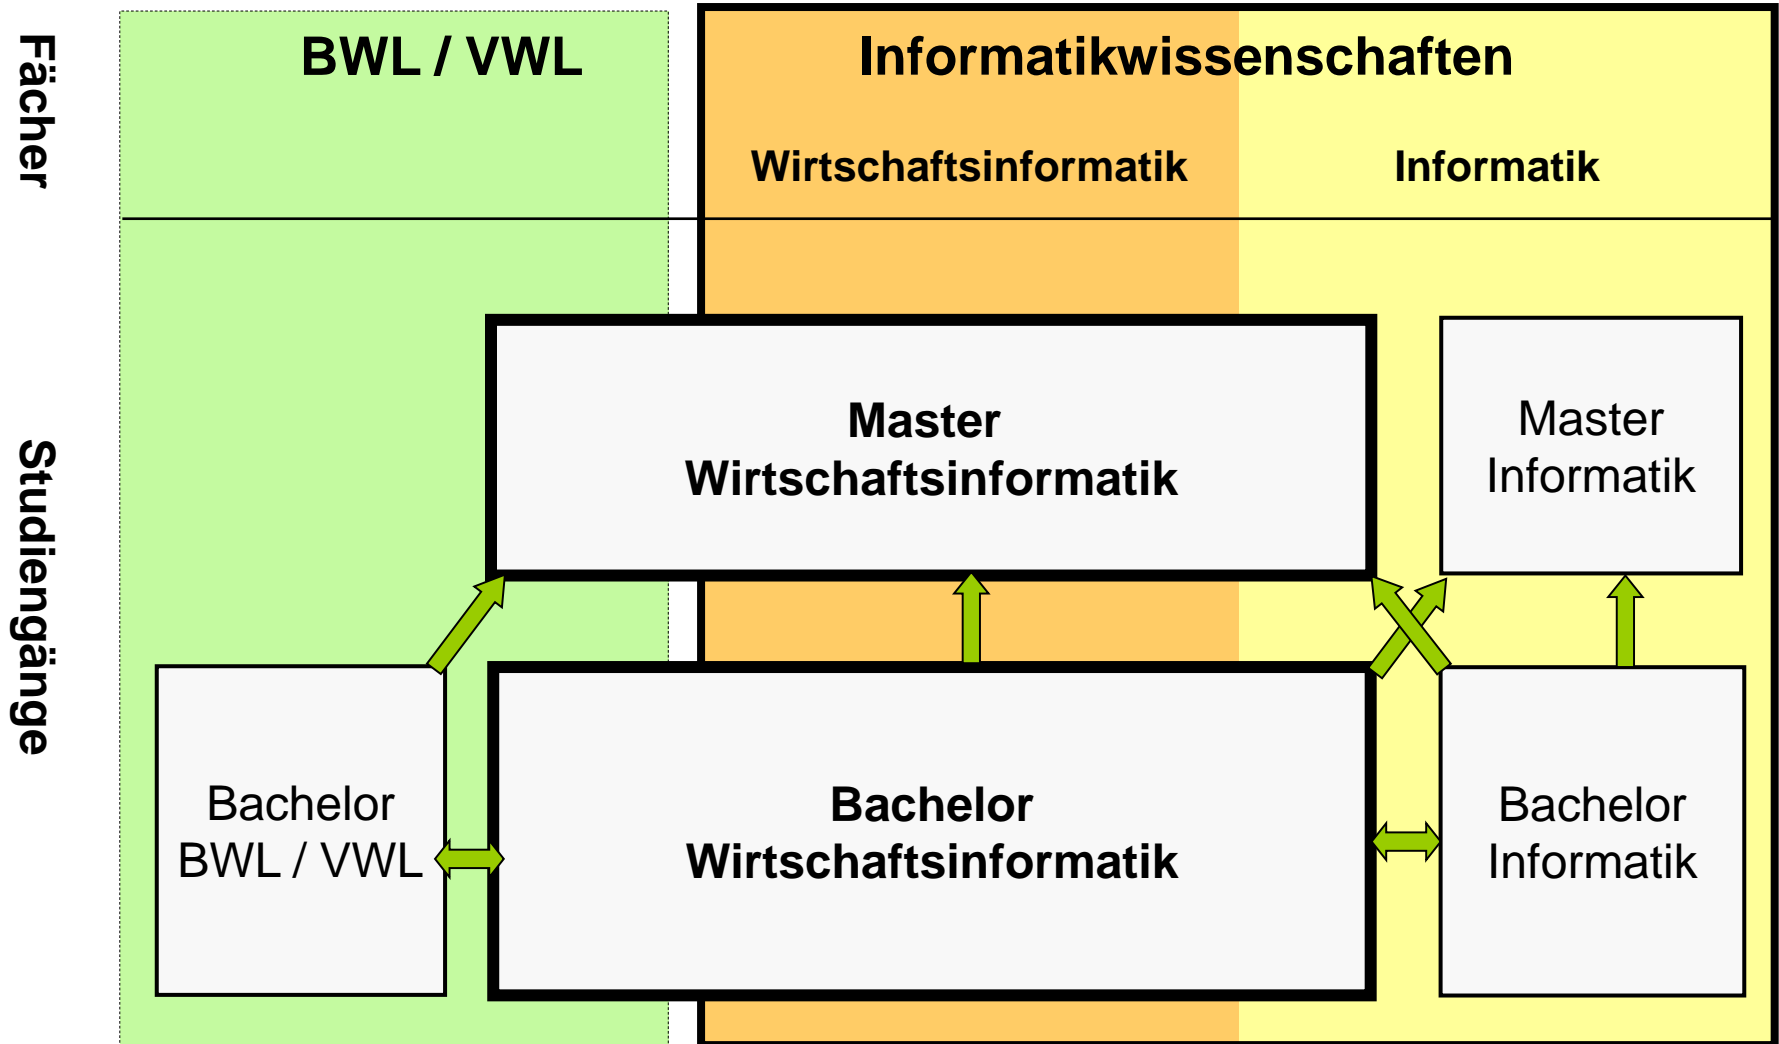 Fächer
BWL / VWL
Informatikwissenschaften
Wirtschaftsinformatik
Informatik
Studiengänge
Master
Wirtschaftsinformatik
Master
Informatik
Bachelor
BWL / VWL
Bachelor
Wirtschaftsinformatik
Bachelor
Informatik